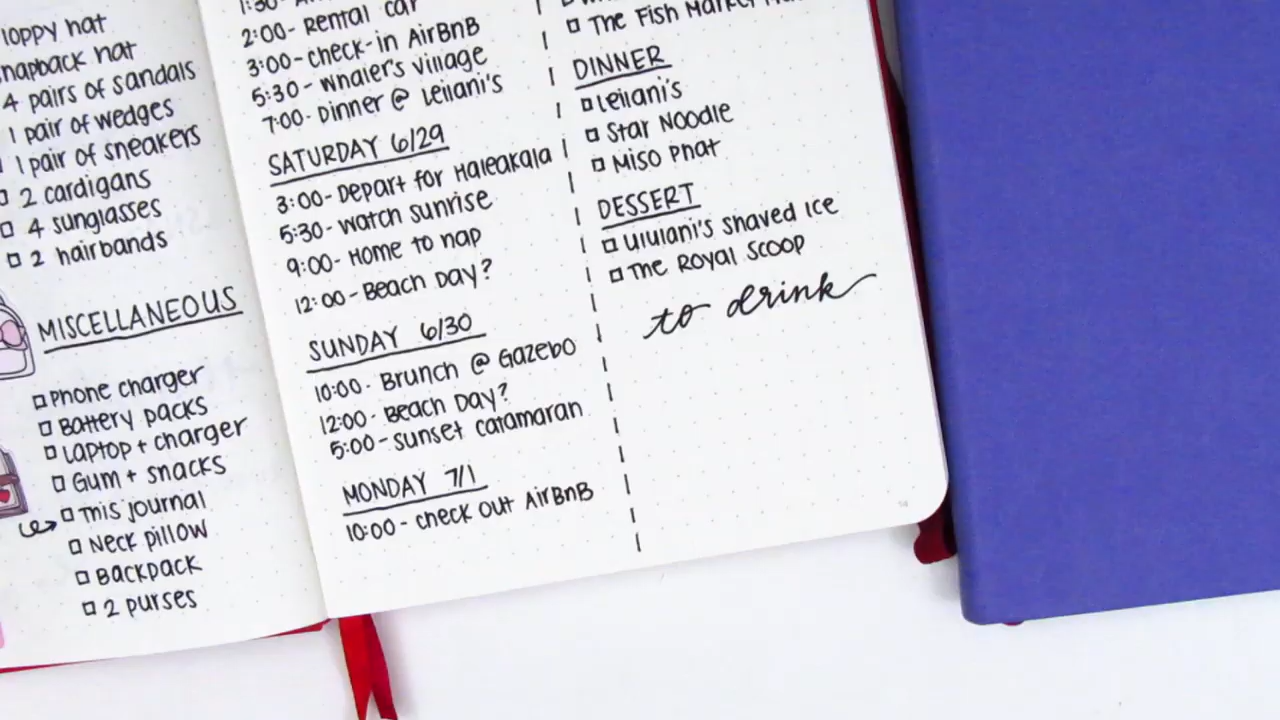 floppy hat
snapback hat
4 pairs of sandals
1 pair of wedges
1 pair of sneakers
2 cardigans
4 sunglasses
2 hairbands
MISCELLANEOUS
Phone charger
Battery packs
Laptop + charger
Gum + snacks
This journal
Neck pillow
Backpack
2 purses
1:30-
2:00- Rental car
3:00- check-in AirBnB
5:30 - Whaler's village
7:00- Dinner @ Leilani's
SATURDAY 6/29
3:00- Depart for Haleakala
5:30- watch sunrise
9:00- Home to nap
12:00- Beach Day?
SUNDAY 6/30
10:00- Brunch @ Gazebo
12:00- Beach Day?
5:00- sunset catamaran
MONDAY 7/1
10:00- check out AirBnB
The Fish Market
DINNER
Leilani's
Star Noodle
Miso Phat
DESSERT
Ululani's Shaved Ice
The Royal Scoop
to drink